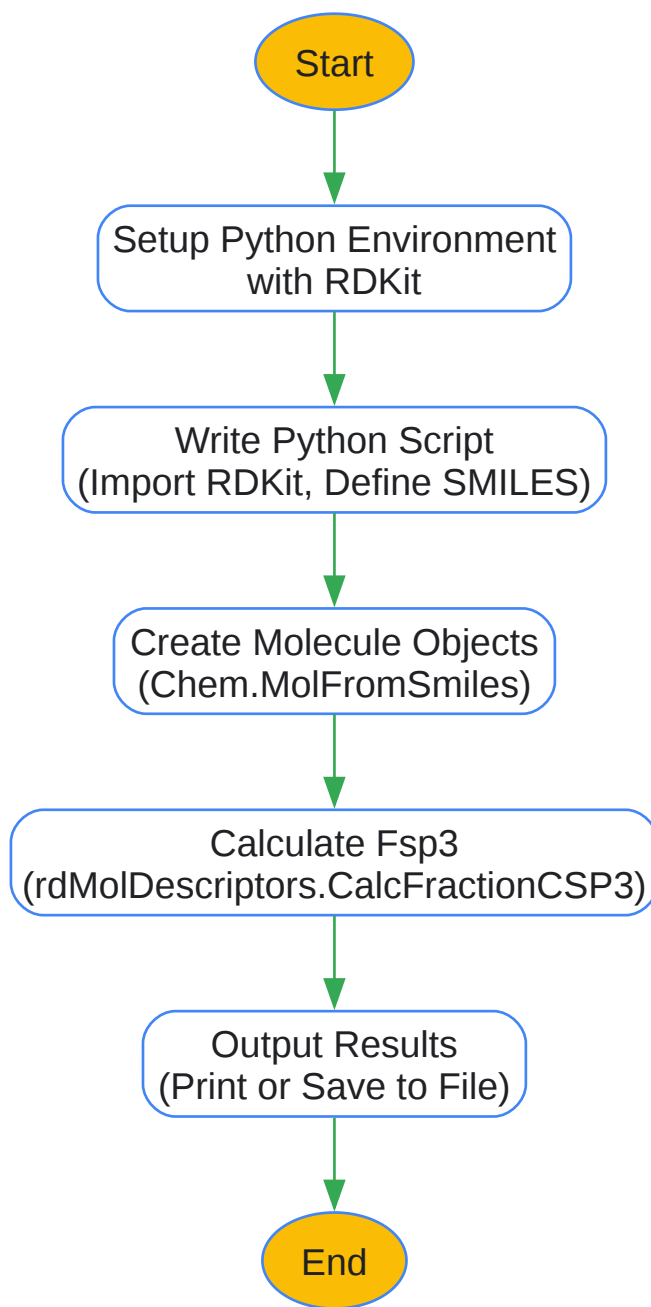 Start
Setup Python Environment
with RDKit
Write Python Script
(Import RDKit, Define SMILES)
Create Molecule Objects
(Chem.MolFromSmiles)
Calculate Fsp3
(rdMolDescriptors.CalcFractionCSP3)
Output Results
(Print or Save to File)
End